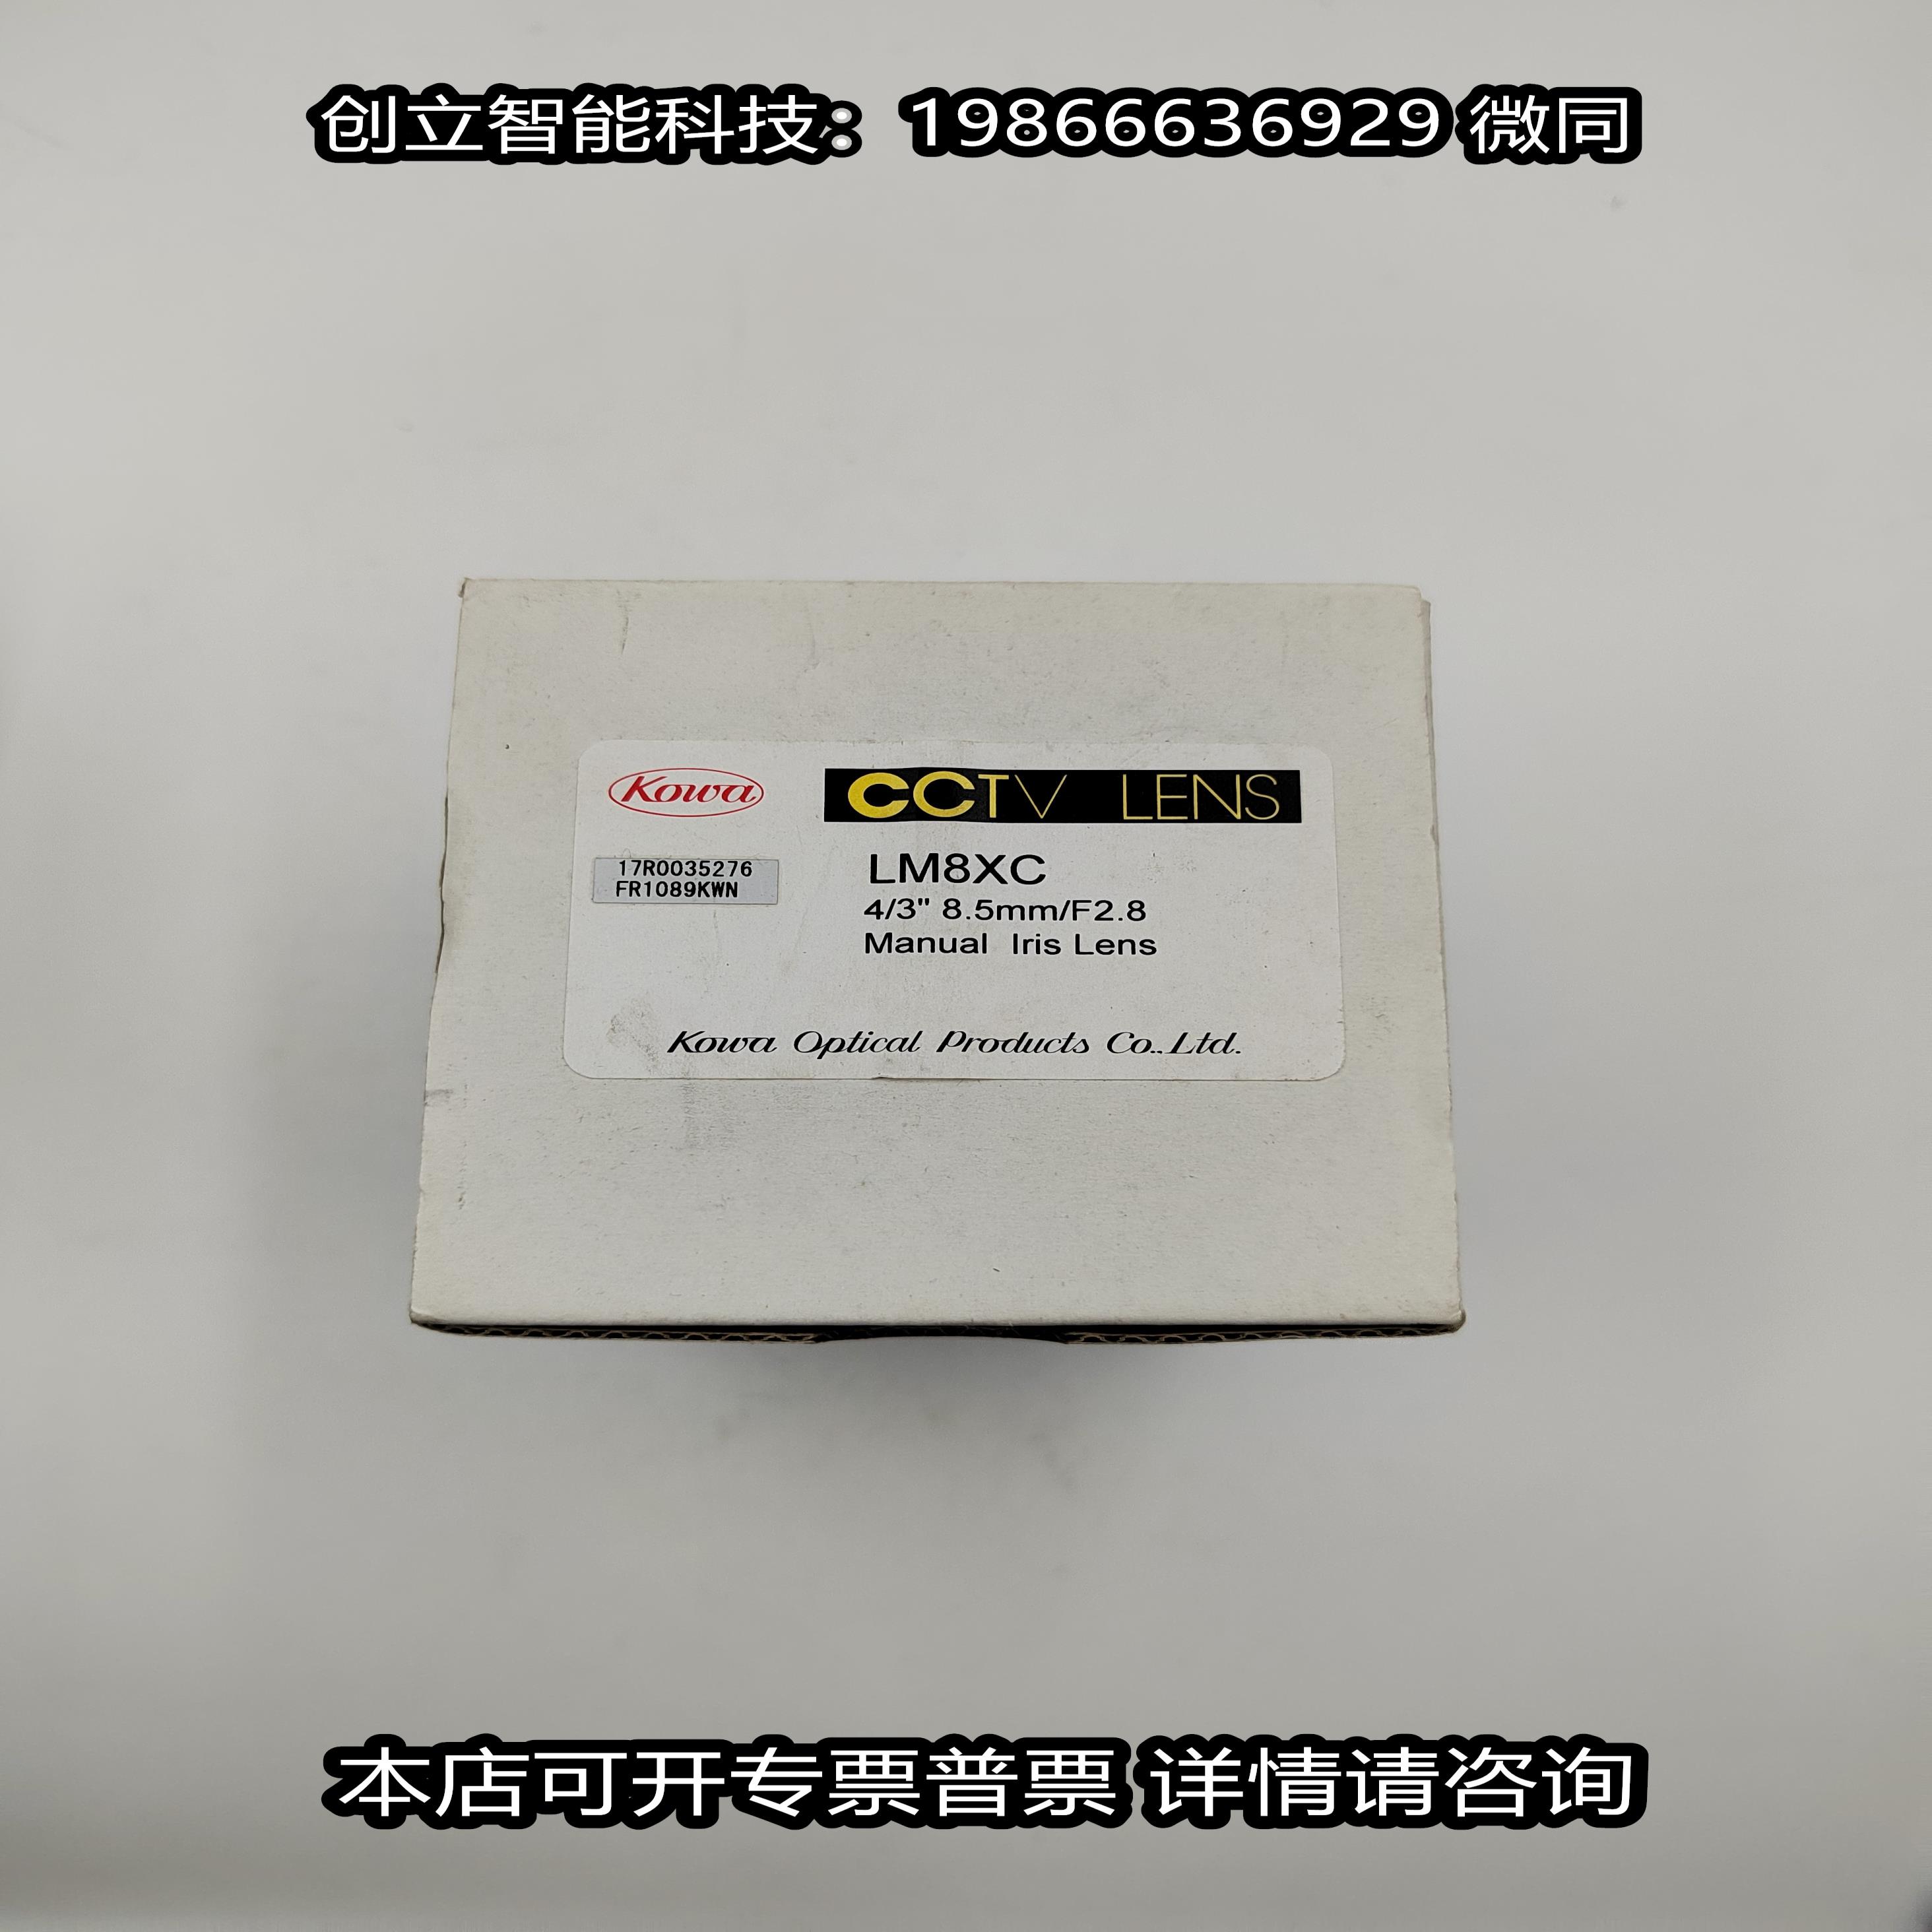 创立智能科技：19866636929 微同
Kowa
CCTV LENS
17R0035276
FR1089KWN
LM8XC
4/3" 8.5mm/F2.8
Manual Iris Lens
Kowa Optical Products Co.,Ltd.
本店可开专票普票 详情请咨询